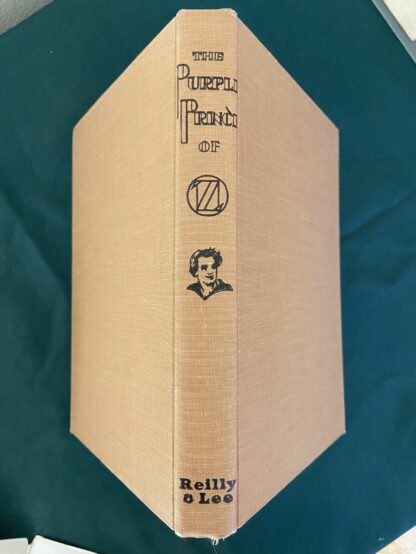 THE
PURPLE
PRINCE
OF
OZ
Reilly
& Lee